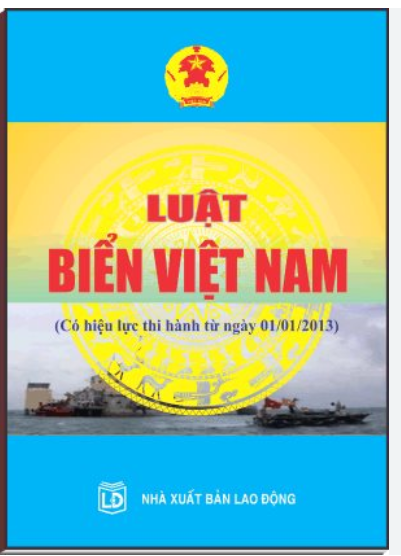 LUẬT
BIỂN VIỆT NAM
(Có hiệu lực thi hành từ ngày 01/01/2013)
LĐ
NHÀ XUẤT BẢN LAO ĐỘNG